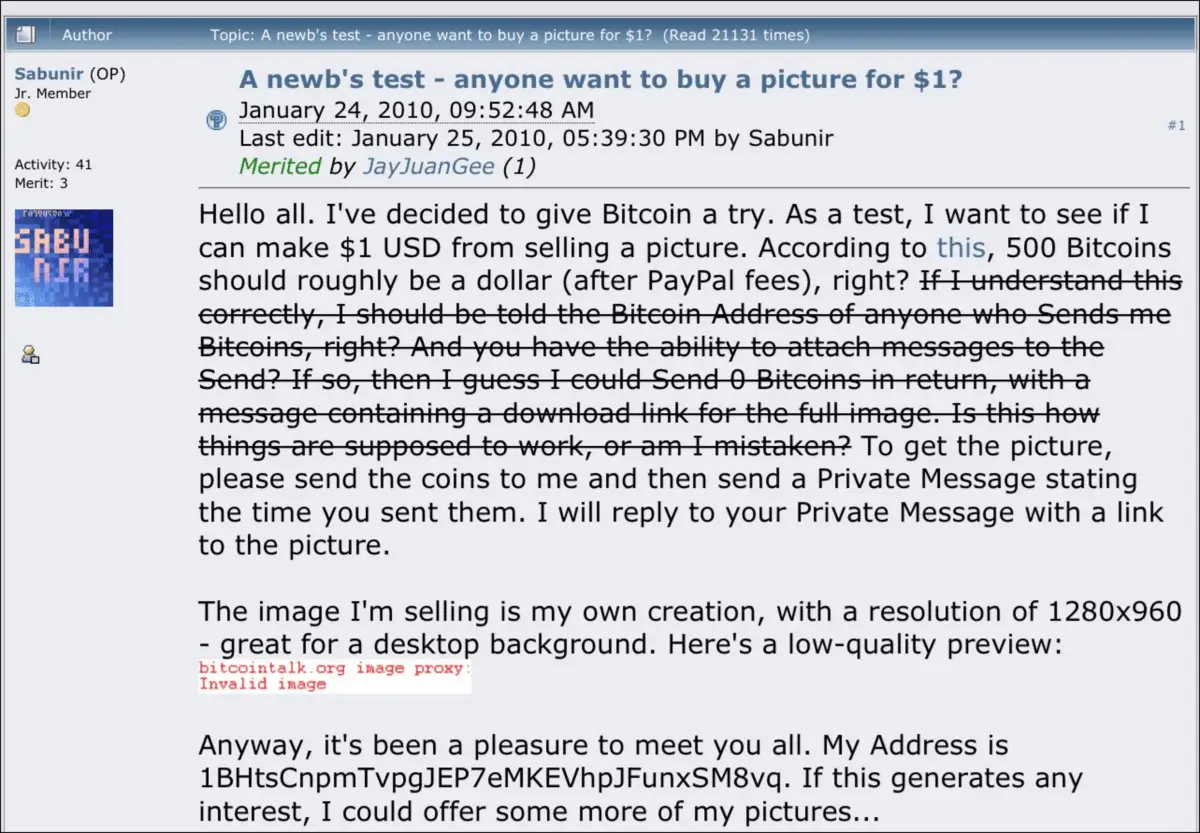 Author Topic: A newb's test - anyone want to buy a picture for $1? (Read 21131 times)
Sabunir (OP)
Jr. Member
Activity: 41
Merit: 3
SABU
NIR
A newb's test - anyone want to buy a picture for $1?
January 24, 2010, 09:52:48 AM
Last edit: January 25, 2010, 05:39:30 PM by Sabunir
Merited by JayJuanGee (1)
#1
Hello all. I've decided to give Bitcoin a try. As a test, I want to see if I
can make $1 USD from selling a picture. According to this, 500 Bitcoins
should roughly be a dollar (after PayPal fees), right? If I understand this
correctly, I should be told the Bitcoin Address of anyone who Sends me
Bitcoins, right? And you have the ability to attach messages to the
Send? If so, then I guess I could Send 0 Bitcoins in return, with a
message containing a download link for the full image. Is this how
things are supposed to work, or am I mistaken? To get the picture,
please send the coins to me and then send a Private Message stating
the time you sent them. I will reply to your Private Message with a link
to the picture.
The image I'm selling is my own creation, with a resolution of 1280x960
- great for a desktop background. Here's a low-quality preview:
bitcointalk.org image proxy:
Invalid image
Anyway, it's been a pleasure to meet you all. My Address is
1BHtsCnpmTvpgJEP7eMKEVhpJFunxSM8vq. If this generates any
interest, I could offer some more of my pictures...